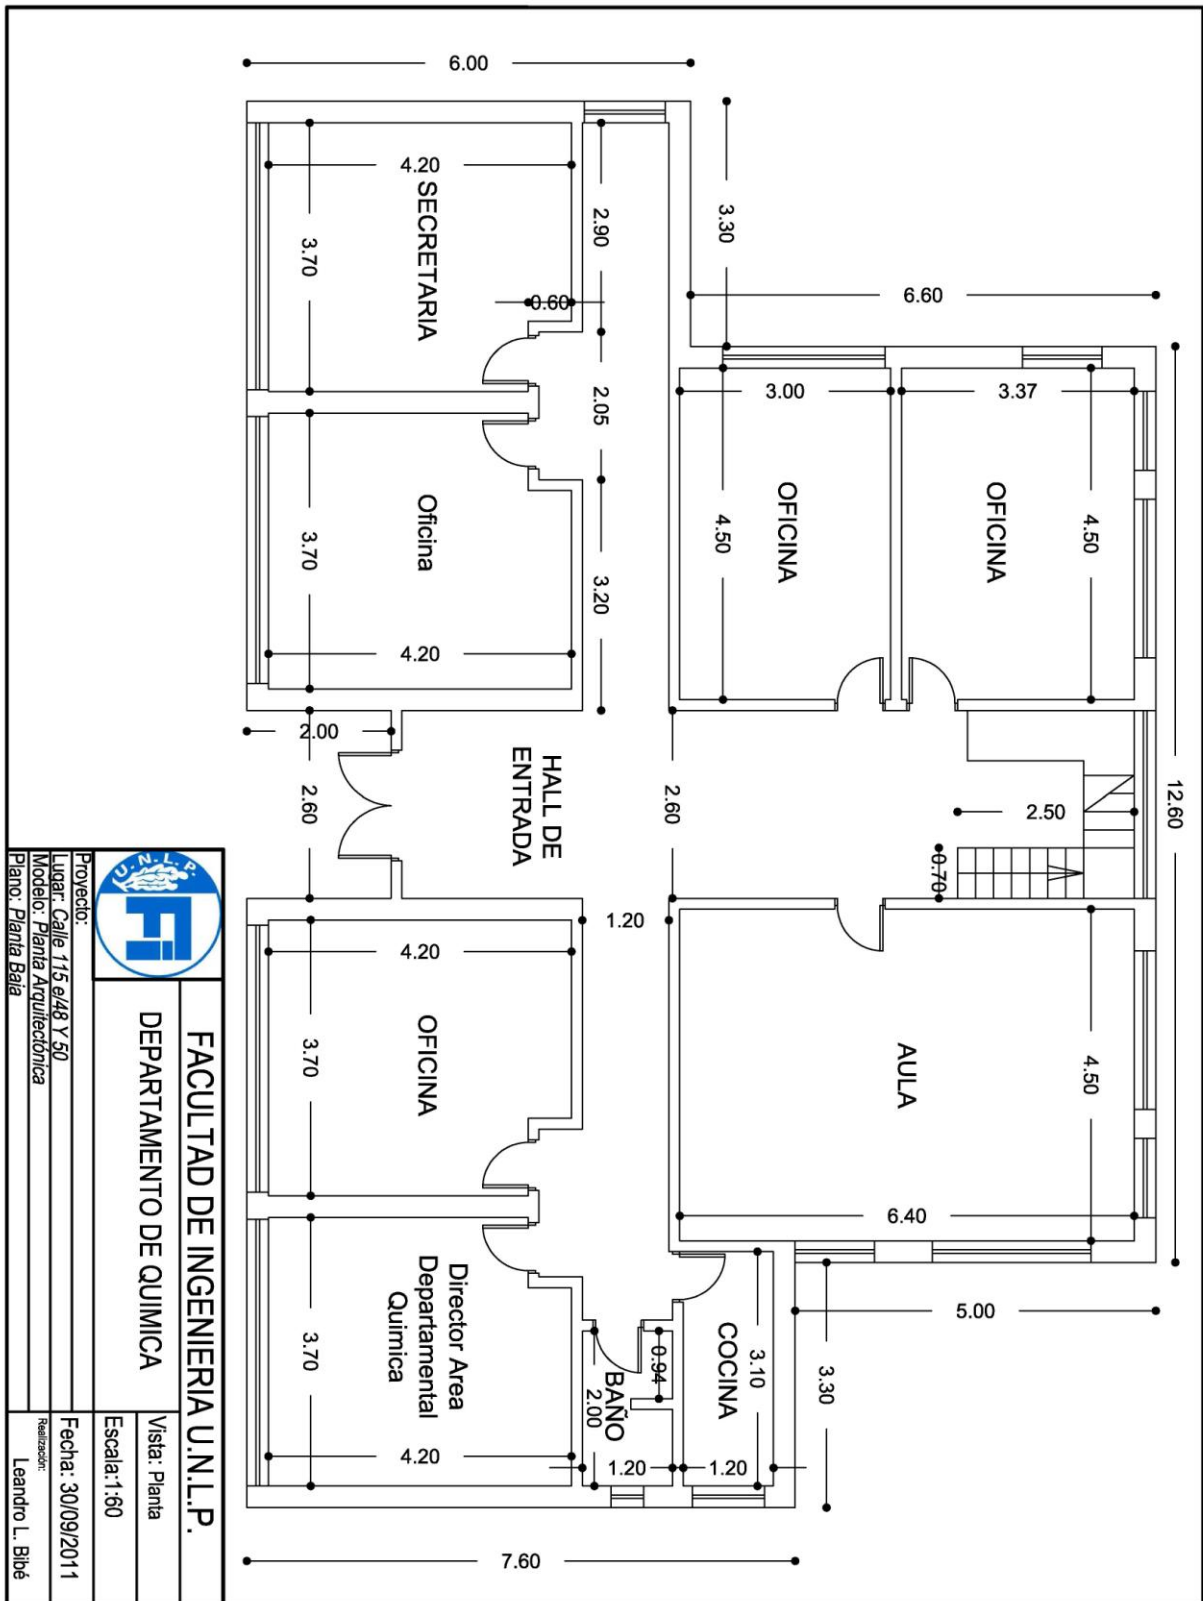 6.00
3.30
6.60
4.20
SECRETARIA
3.70
2.90
0.60
2.05
3.00
3.37
OFICINA
4.50
OFICINA
4.50
Oficina
3.70
3.20
4.20
2.00
2.60
HALL DE
ENTRADA
2.60
2.50
0.70
12.60
1.20
4.20
OFICINA
3.70
AULA
4.50
6.40
Director Area
Departamental
Quimica
3.70
4.20
BAÑO
2.00
0.94
1.20
COCINA
3.10
1.20
3.30
5.00
7.60
U.N.L.P.
FI
FACULTAD DE INGENIERIA U.N.L.P.
DEPARTAMENTO DE QUIMICA
Vista: Planta
Escala:1:60
Proyecto:
Lugar: Calle 115 e/48 Y 50
Modelo: Planta Arquitectónica
Plano: Planta Baja
Fecha: 30/09/2011
Realización:
Leandro L. Bibé